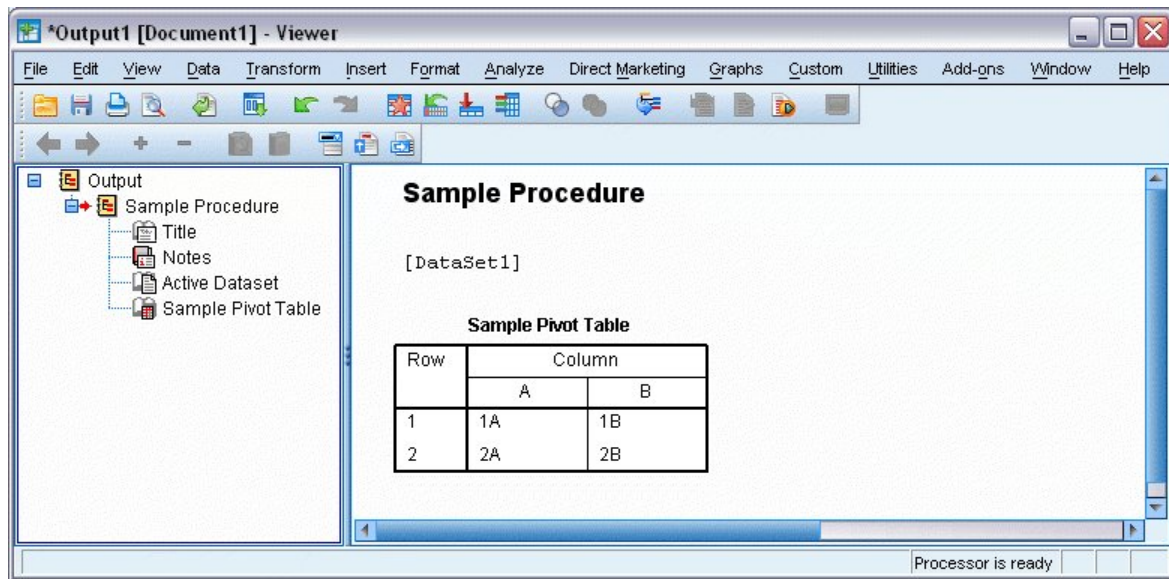 *Output1 [Document1] - Viewer
File Edit View Data Transform Insert Format Analyze Direct Marketing Graphs Custom Utilities Add-ons Window Help
Output
Sample Procedure
Title
Notes
Active Dataset
Sample Pivot Table
Sample Procedure
[DataSet1]
Sample Pivot Table
Row Column
A B
1 1A 1B
2 2A 2B
Processor is ready